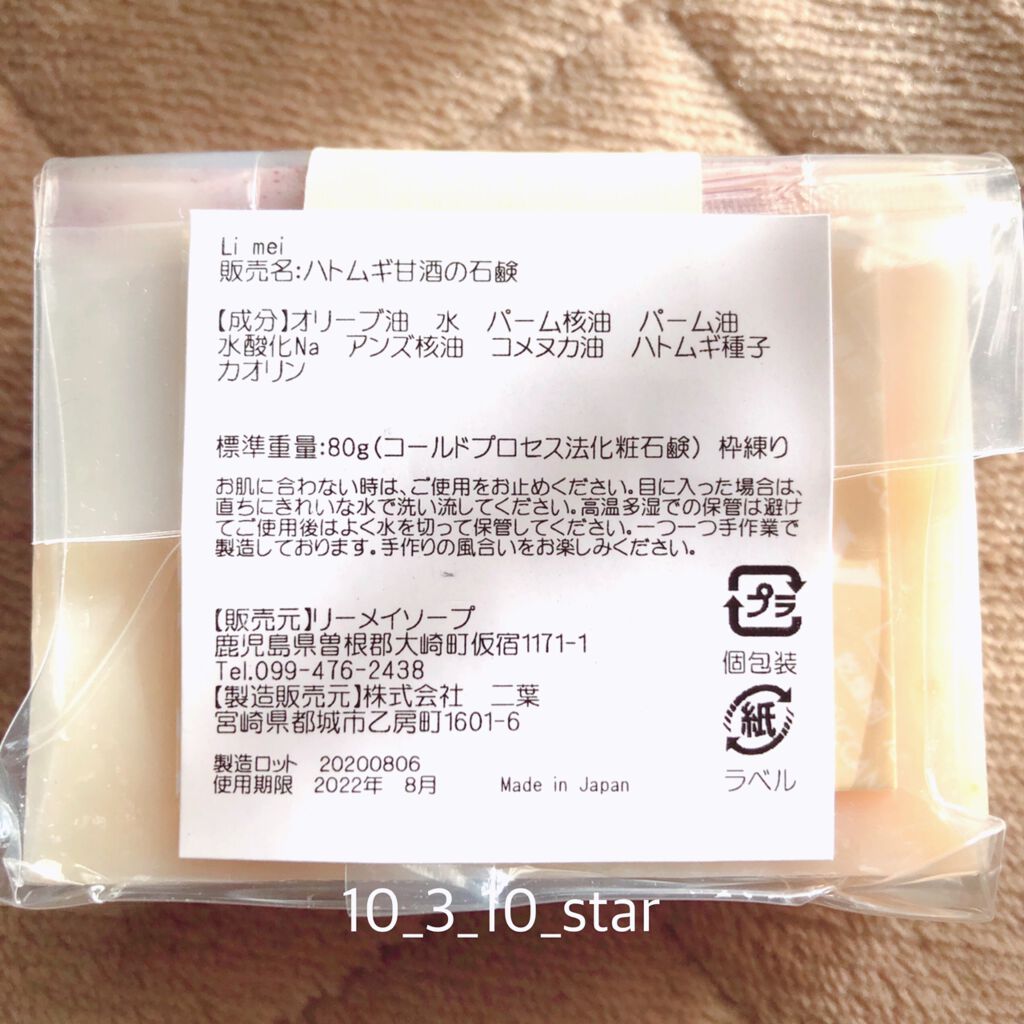 Li mei
販売名:ハトムギ甘酒の石鹸
【成分】オリーブ油　水　パーム核油　パーム油
水酸化Na　アンズ核油　コメヌカ油　ハトムギ種子
カオリン
標準重量:80g(コールドプロセス法化粧石鹸)　枠練り
お肌に合わない時は、ご使用をお止めください。目に入った場合は、
直ちにきれいな水で洗い流してください。高温多湿での保管は避け
てご使用後はよく水を切って保管してください。一つ一つ手作業で
製造しております。手作りの風合いをお楽しみください。
プラ
個包装
【販売元】リーメイソープ
鹿児島県曽根郡大崎町仮宿1171-1
Tel.099-476-2438
【製造販売元】株式会社　二葉
宮崎県都城市乙房町1601-6
紙
ラベル
製造ロット　20200806
使用期限　2022年　8月　Made in Japan
10_3_10_star